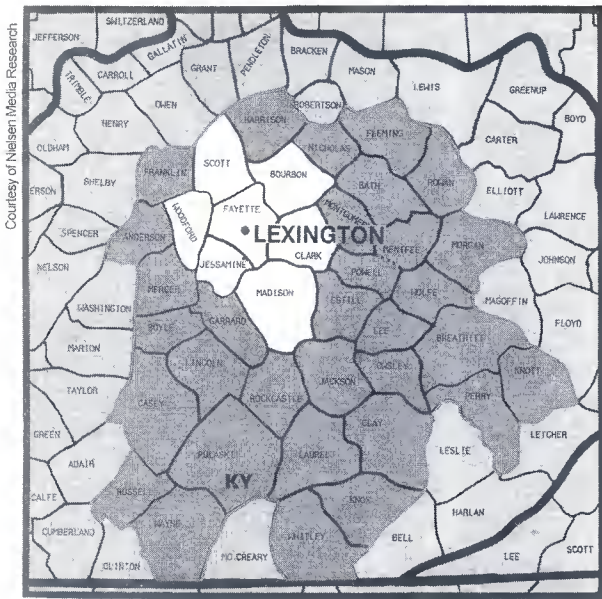 Courtesy of Nielsen Media Research
SWITZERLAND
JEFFERSON
GALLATIN
PENDLETON
BRACKEN
CARROLL
GRANT
MASON
TRIMBLE
LEWIS
GREENUP
OWEN
ROBERTSON
HENRY
HARRISON
BOYD
FLEMING
OLDHAM
NICHOLAS
CARTER
SCOTT
BOURBON
FRANKLIN
BATH
ROWAN
ERSON
SHELBY
ELLIOTT
FAYETTE
MONTGOMERY
WOODFORD
LAWRENCE
SPENCER
ANDERSON
LEXINGTON
MENIFEE
MORGAN
CLARK
JESSAMINE
JOHNSON
NELSON
POWELL
MERCER
MADISON
ESTILL
WOLFE
MAGOFFIN
WASHINGTON
GARRARD
FLOYD
BOYLE
LEE
BREATHITT
MARION
LINCOLN
OWSLEY
KNOTT
TAYLOR
JACKSON
CASEY
ROCKCASTLE
PERRY
CLAY
GREEN
LETCHER
LESLIE
ADAIR
PULASKI
LAUREL
KY
CALFE
RUSSELL
KNOX
HARLAN
WAYNE
CUMBERLAND
WHITLEY
BELL
SCOTT
MC CREARY
LEE
CLINTON